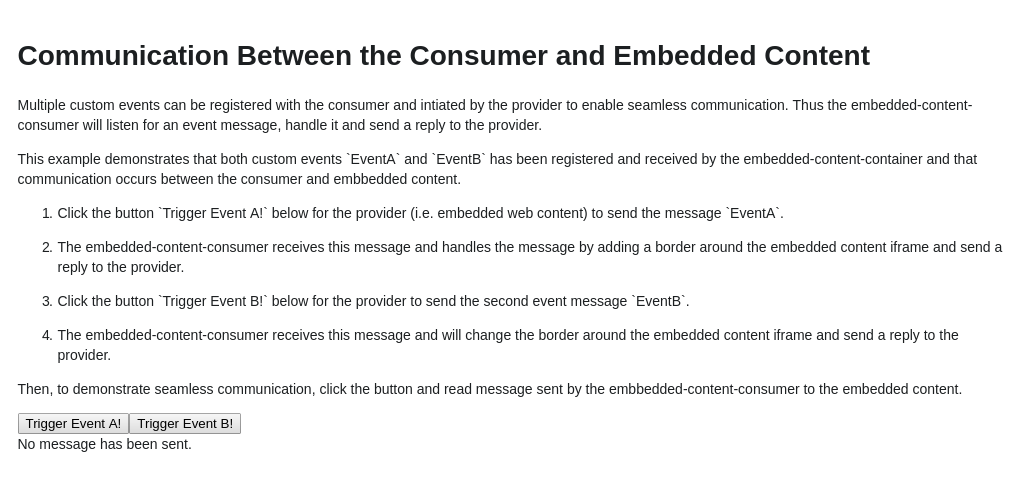 Communication Between the Consumer and Embedded Content
Multiple custom events can be registered with the consumer and intiated by the provider to enable seamless communication. Thus the embedded-content-
consumer will listen for an event message, handle it and send a reply to the provider.
This example demonstrates that both custom events `EventA` and `EventB` has been registered and received by the embedded-content-container and that
communication occurs between the consumer and embbedded content.
1. Click the button `Trigger Event A!` below for the provider (i.e. embedded web content) to send the message `EventA`.
2. The embedded-content-consumer receives this message and handles the message by adding a border around the embedded content iframe and send a
reply to the provider.
3. Click the button `Trigger Event B!` below for the provider to send the second event message `EventB`.
4. The embedded-content-consumer receives this message and will change the border around the embedded content iframe and send a reply to the
provider.
Then, to demonstrate seamless communication, click the button and read message sent by the embbedded-content-consumer to the embedded content.
Trigger Event A! Trigger Event B!
No message has been sent.